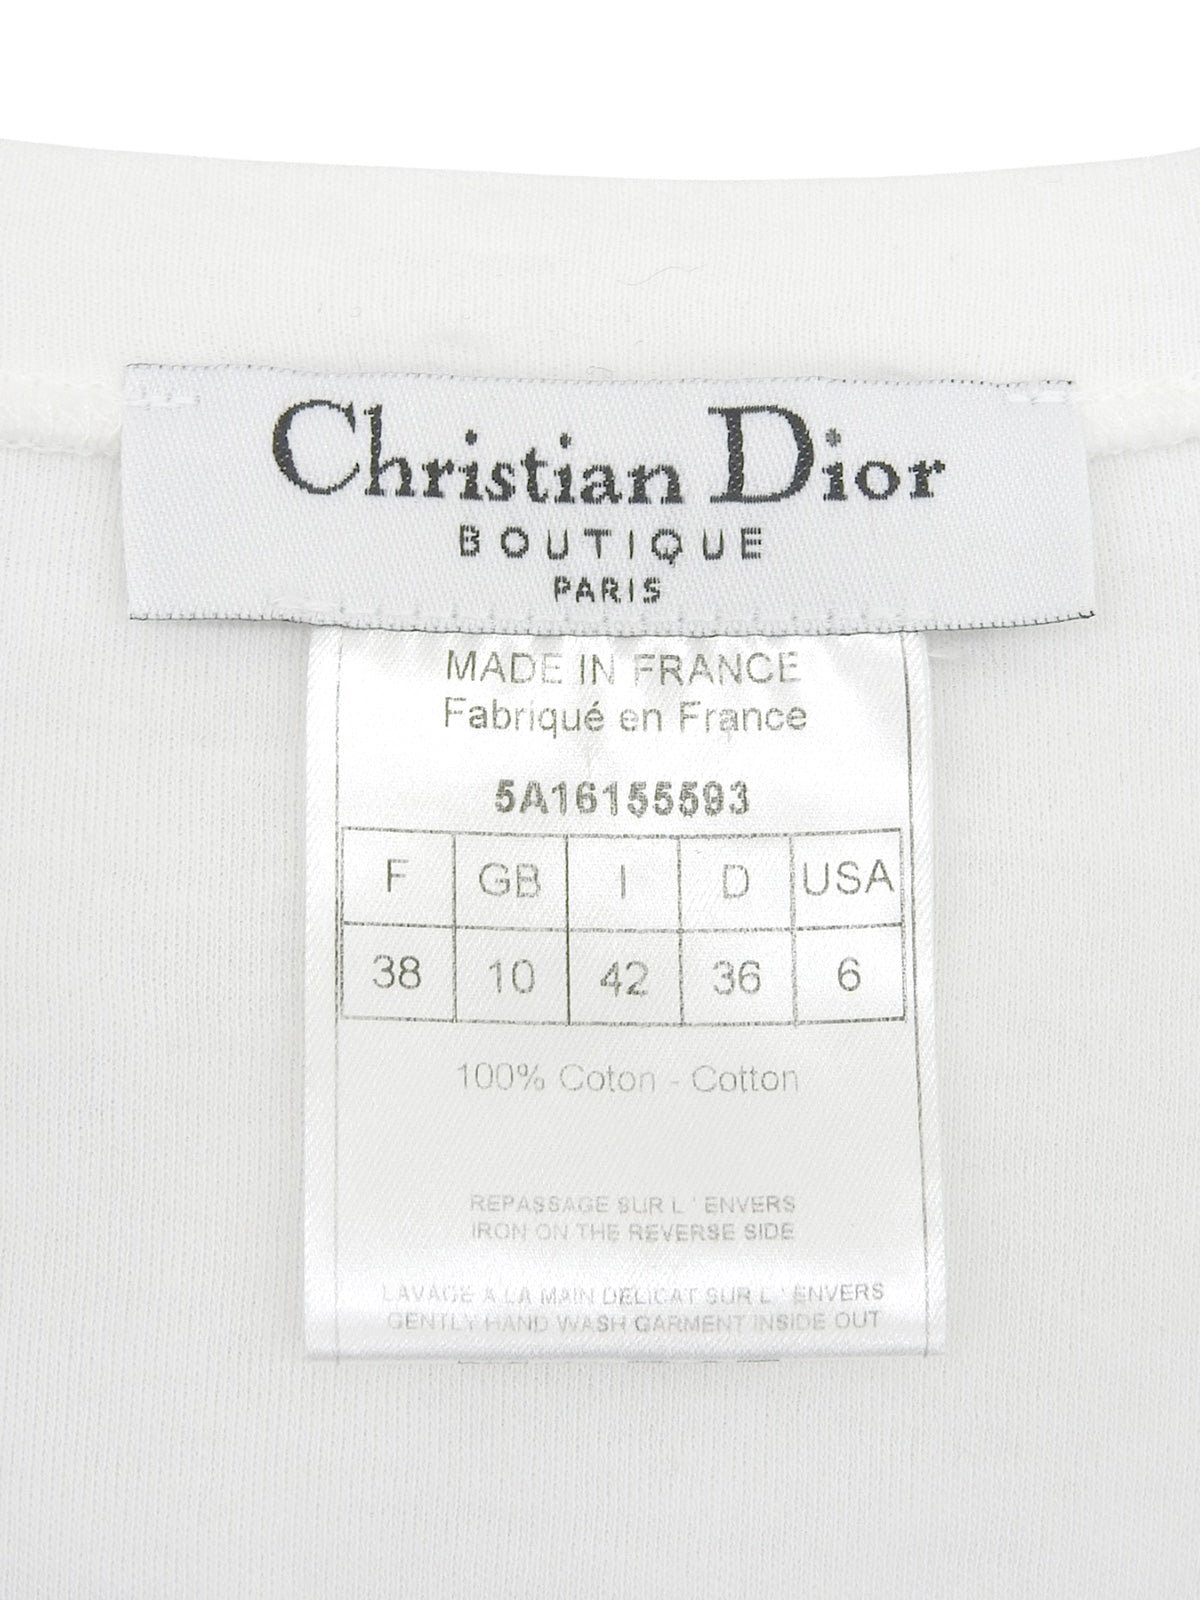 Christian Dior
BOUTIQUE
PARIS
MADE IN FRANCE
Fabriqué en France
5A16155593
F GB I D USA
38 10 42 36 6
100% Coton - Cotton
REPASSAGE SUR L ' ENVERS
IRON ON THE REVERSE SIDE
LAVAGE A LA MAIN DELICAT SUR L ' ENVERS
GENTLY HAND WASH GARMENT INSIDE OUT